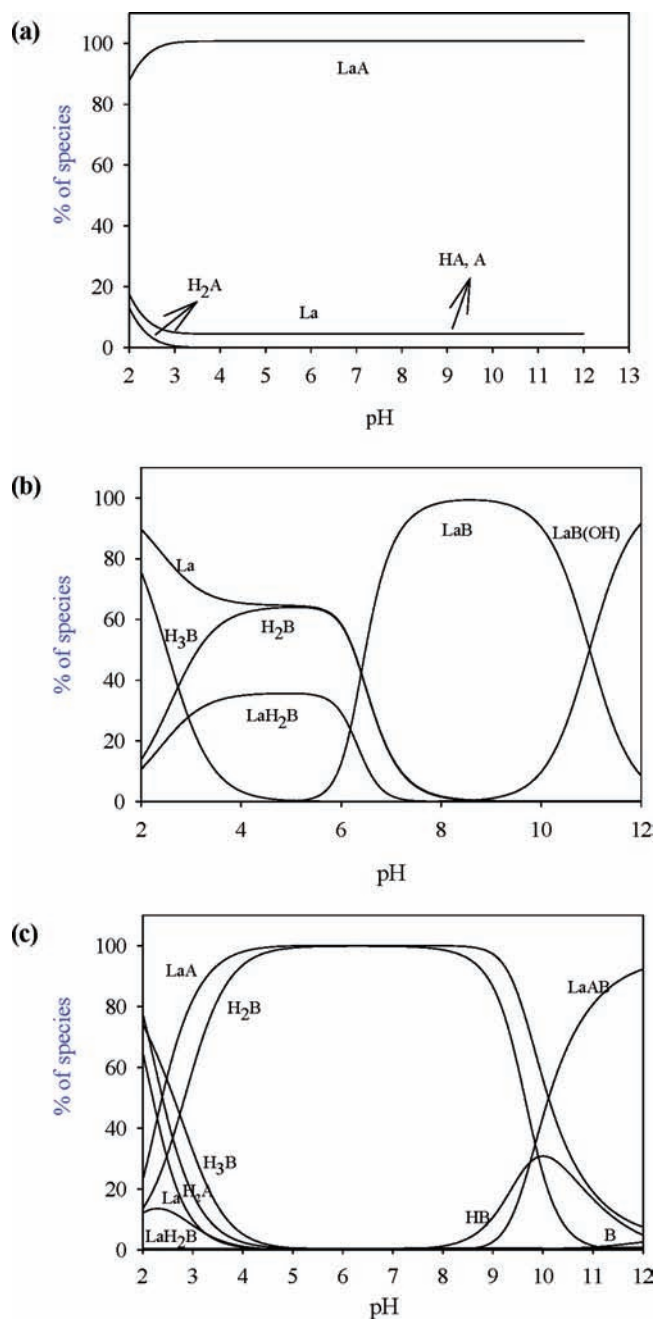 (a)
100
80
60
40
20
0
% of species
LaA
H2A
La
HA, A
2 3 4 5 6 7 8 9 10 11 12 13
pH
(b)
100
80
60
40
20
0
% of species
La
H3B
H2B
LaH2B
LaB
LaB(OH)
2 4 6 8 10 12
pH
(c)
100
80
60
40
20
0
% of species
LaA
H2B
LaAB
H3B
La H2A
LaH2B
HB
B
2 3 4 5 6 7 8 9 10 11 12
pH